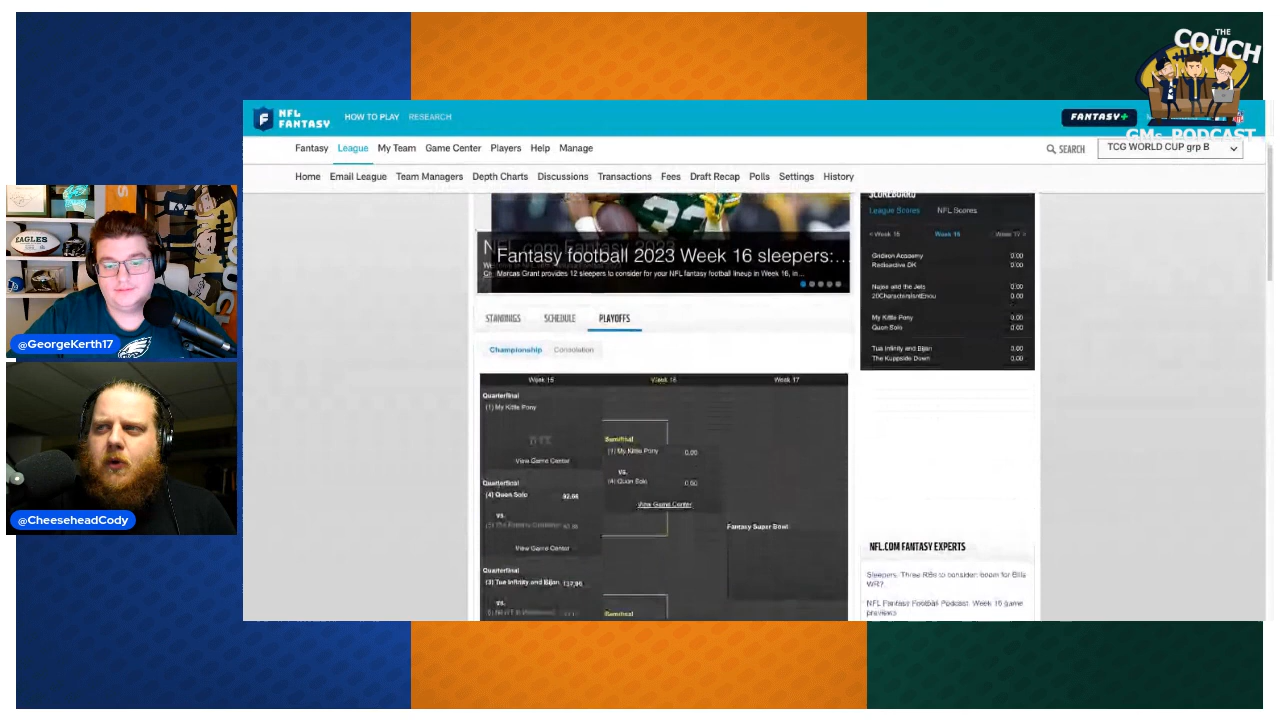 THE
COUCH
GMs PODCAST
NFL
FANTASY
HOW TO PLAY RESEARCH
FANTASY+
Fantasy League My Team Game Center Players Help Manage
SEARCH
TCG WORLD CUP grp B
Home Email League Team Managers Depth Charts Discussions Transactions Fees Draft Recap Polls Settings History
EAGLES
@GeorgeKerth17
@CheeseheadCody
NFL.com Fantasy 2023
Fantasy football 2023 Week 16 sleepers:...
Marcas Grant provides 12 sleepers to consider for your NFL fantasy football lineup in Week 16, in...
STANDINGS SCHEDULE PLAYOFFS
Championship Consolation
Week 15 Week 16 Week 17
Quarterfinal
(1) My Kittle Pony
BYE
View Game Center
Quarterfinal
(4) Quon Solo 92.66
vs.
View Game Center
Quarterfinal
(3) Tua Infinity and Bijan
vs.
Semifinal
(1) My Kittle Pony 0.00
vs.
(4) Quon Solo 0.00
View Game Center
Semifinal
Fantasy Super Bowl
SCOREBOARD
League Scores NFL Scores
< Week 15 Week 16 Week 17 >
Gridiron Academy 0.00
Radioactive DK 0.00
Najee and the Jets 0.00
20CharactersIsntEnou 0.00
My Kittle Pony 0.00
Quon Solo 0.00
Tua Infinity and Bijan 0.00
The Kuppside Down 0.00
NFL.COM FANTASY EXPERTS
Sleepers: Three RBs to consider; boom for Bills
WR?
NFL Fantasy Football Podcast: Week 16 game
previews